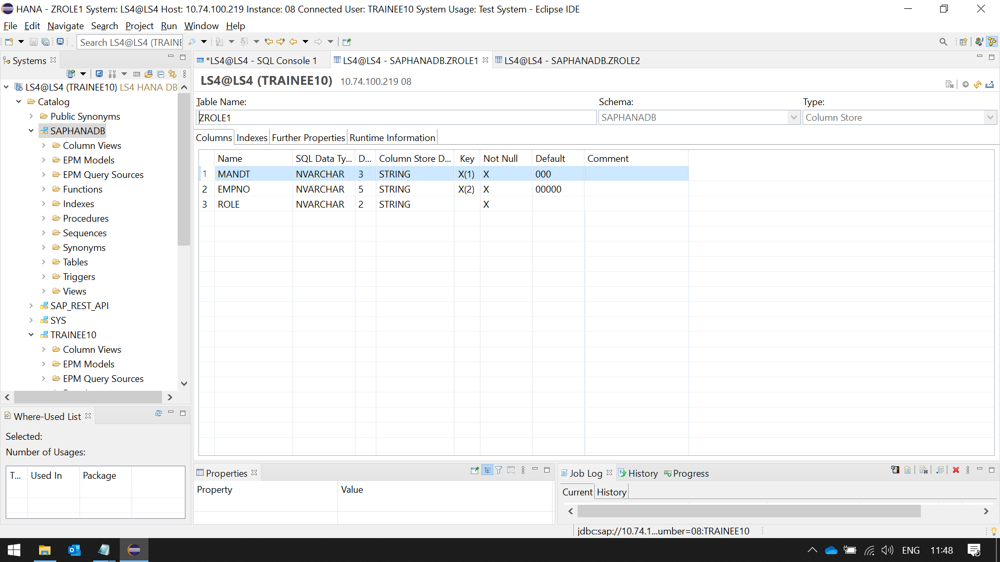 HANA - ZROLE1 System: LS4@LS4 Host: 10.74.100.219 Instance: 08 Connected User: TRAINEE10 System Usage: Test System - Eclipse IDE
File Edit Navigate Search Project Run Window Help
Search LS4@LS4 (TRAINE
Systems
*LS4@LS4 - SQL Console 1
LS4@LS4 - SAPHANADB.ZROLE1
LS4@LS4 - SAPHANADB.ZROLE2
LS4@LS4 (TRAINEE10) LS4 HANA DB
Catalog
Public Synonyms
SAPHANADB
Column Views
EPM Models
EPM Query Sources
Functions
Indexes
Procedures
Sequences
Synonyms
Tables
Triggers
Views
SAP_REST_API
SYS
TRAINEE10
Column Views
EPM Models
EPM Query Sources
LS4@LS4 (TRAINEE10) 10.74.100.219 08
Table Name: Schema: Type:
ZROLE1 SAPHANADB Column Store
Columns Indexes Further Properties Runtime Information
Name SQL Data Ty... D... Column Store D... Key Not Null Default Comment
1 MANDT NVARCHAR 3 STRING X(1) X 000
2 EMPNO NVARCHAR 5 STRING X(2) X 00000
3 ROLE NVARCHAR 2 STRING X
Where-Used List
Selected:
Number of Usages:
T... Used In Package
Properties
Property Value
Job Log History Progress
Current History
jdbc:sap://10.74.1...umber=08:TRAINEE10
ENG 11:48